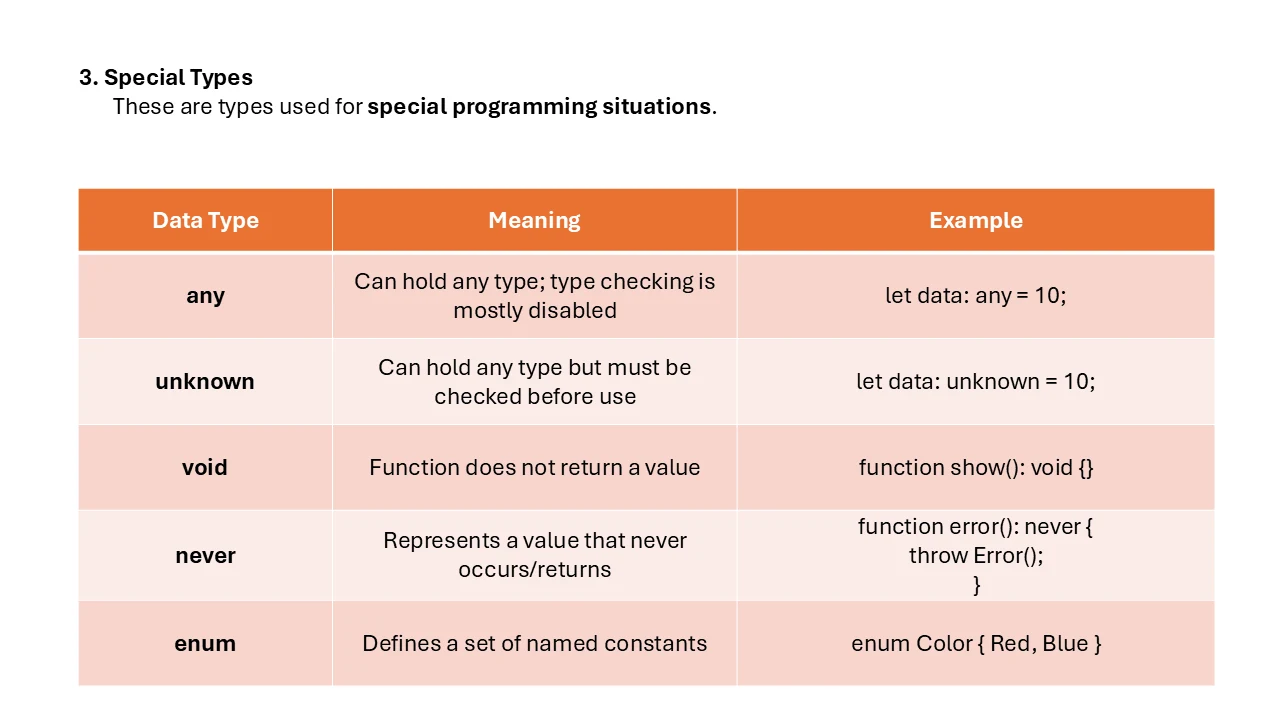 3. Special Types
These are types used for special programming situations.
Data Type
Meaning
Example
any
Can hold any type; type checking is
mostly disabled
let data: any = 10;
unknown
Can hold any type but must be
checked before use
let data: unknown = 10;
void
Function does not return a value
function show(): void {}
never
Represents a value that never
occurs/returns
function error(): never {
throw Error();
}
enum
Defines a set of named constants
enum Color { Red, Blue }